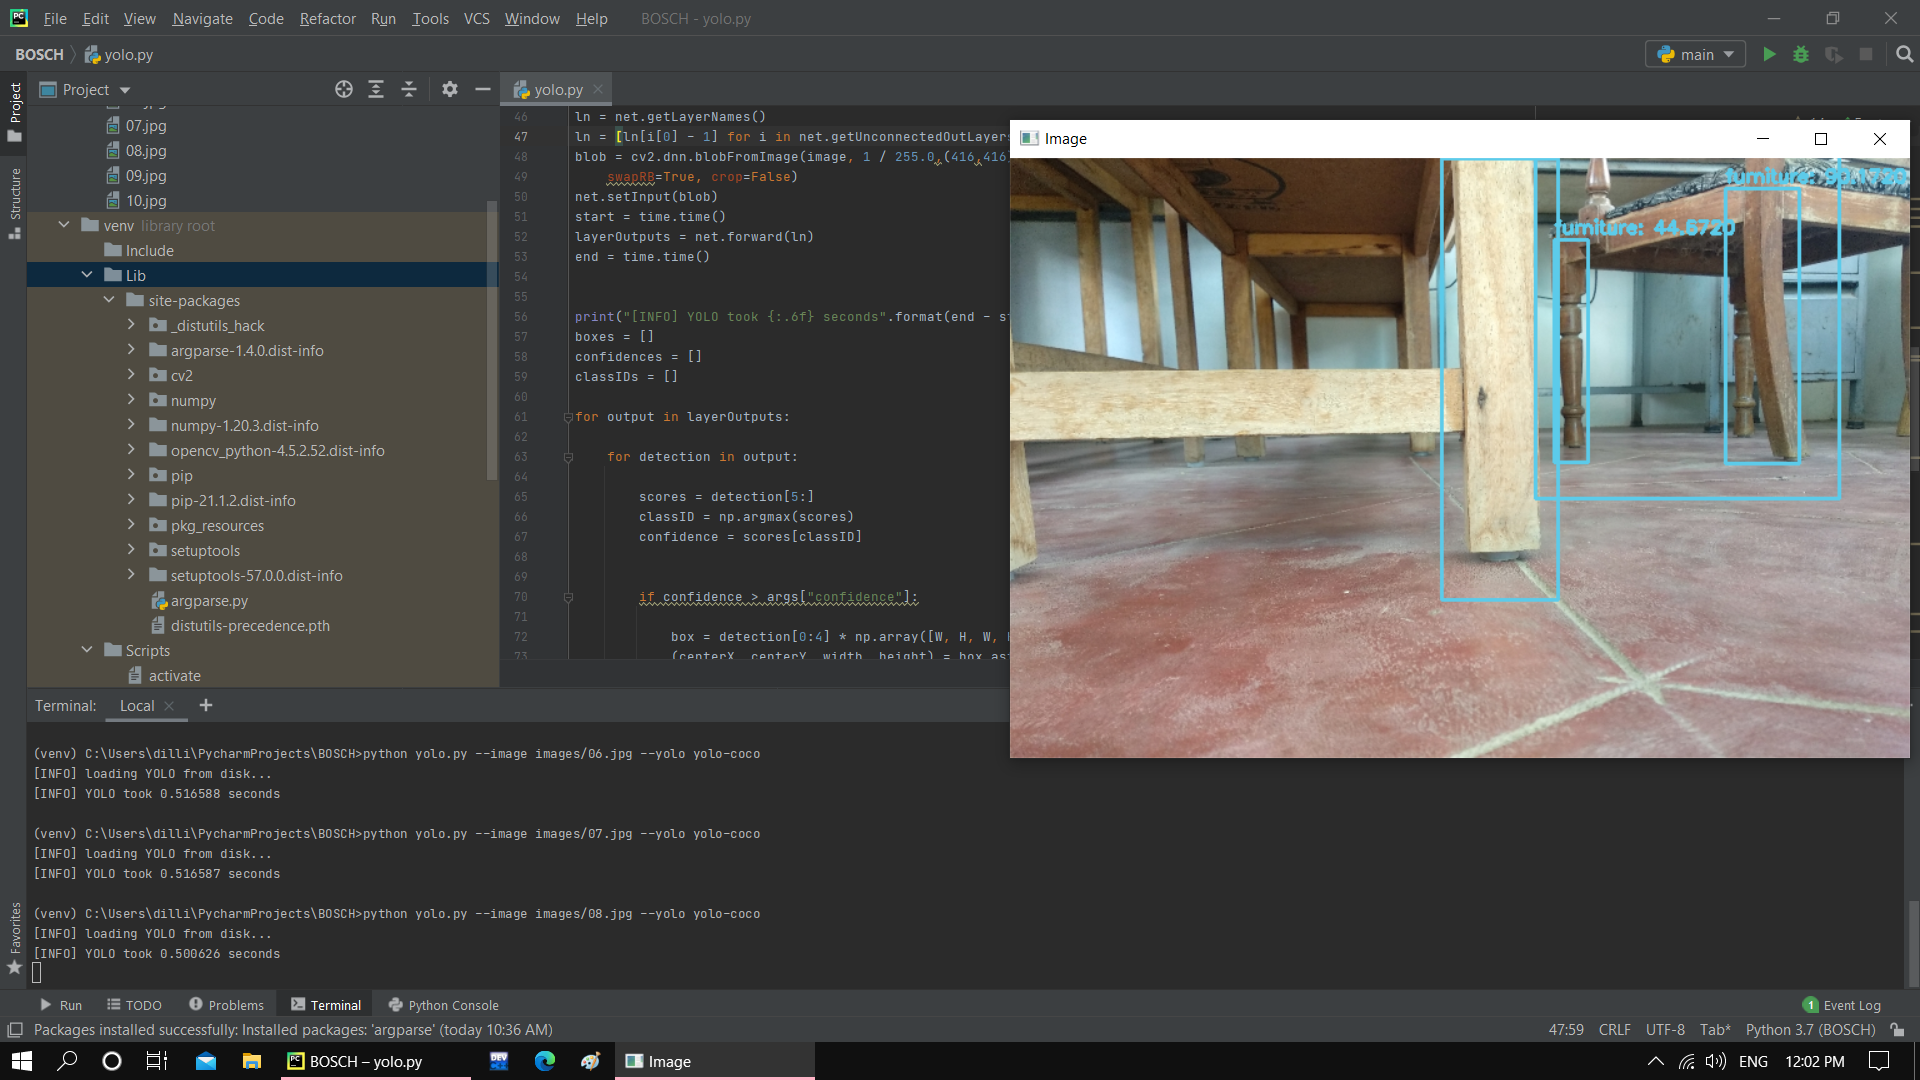 File Edit View Navigate Code Refactor Run Tools VCS Window Help BOSCH - yolo.py
BOSCH yolo.py
main
Project
Project
Structure
Favorites
07.jpg
08.jpg
09.jpg
10.jpg
venv library root
Include
Lib
site-packages
_distutils_hack
argparse-1.4.0.dist-info
cv2
numpy
numpy-1.20.3.dist-info
opencv_python-4.5.2.52.dist-info
pip
pip-21.1.2.dist-info
pkg_resources
setuptools
setuptools-57.0.0.dist-info
argparse.py
distutils-precedence.pth
Scripts
activate
yolo.py
46 ln = net.getLayerNames()
47 ln = [ln[i[0] - 1] for i in net.getUnconnectedOutLayers
48 blob = cv2.dnn.blobFromImage(image, 1 / 255.0,(416,416
49 swapRB=True, crop=False)
50 net.setInput(blob)
51 start = time.time()
52 layerOutputs = net.forward(ln)
53 end = time.time()
54
55
56 print("[INFO] YOLO took {:.6f} seconds".format(end - st
57 boxes = []
58 confidences = []
59 classIDs = []
60
61 for output in layerOutputs:
62
63 for detection in output:
64
65 scores = detection[5:]
66 classID = np.argmax(scores)
67 confidence = scores[classID]
68
69
70 if confidence > args["confidence"]:
71
72 box = detection[0:4] * np.array([W, H, W, H
73 (centerX, centerY, width, height) = box.ast
Image
furniture:
furniture: 44.6720
Terminal: Local
(venv) C:\Users\dilli\PycharmProjects\BOSCH>python yolo.py --image images/06.jpg --yolo yolo-coco
[INFO] loading YOLO from disk...
[INFO] YOLO took 0.516588 seconds
(venv) C:\Users\dilli\PycharmProjects\BOSCH>python yolo.py --image images/07.jpg --yolo yolo-coco
[INFO] loading YOLO from disk...
[INFO] YOLO took 0.516587 seconds
(venv) C:\Users\dilli\PycharmProjects\BOSCH>python yolo.py --image images/08.jpg --yolo yolo-coco
[INFO] loading YOLO from disk...
[INFO] YOLO took 0.500626 seconds
Run TODO Problems Terminal Python Console 1 Event Log
Packages installed successfully: Installed packages: 'argparse' (today 10:36 AM) 47:59 CRLF UTF-8 Tab* Python 3.7 (BOSCH)
BOSCH – yolo.py DEV Image ENG 12:02 PM